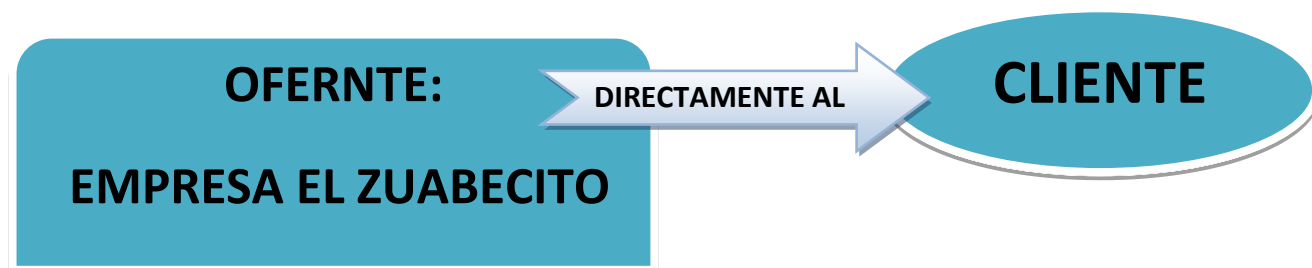 OFERNTE:
DIRECTAMENTE AL
CLIENTE
EMPRESA EL ZUABECITO